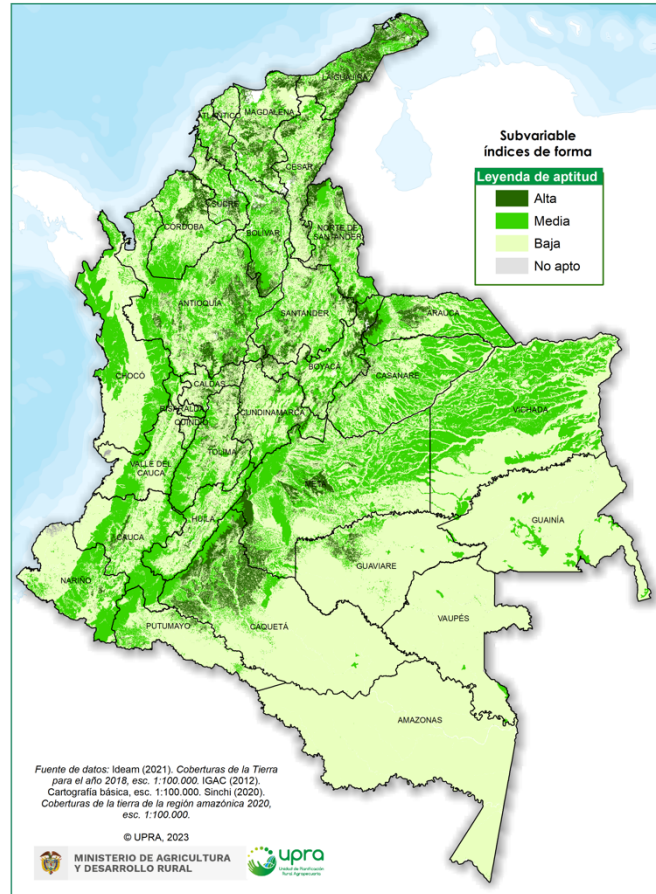 LA GUAJIRA
ATLÁNTICO
MAGDALENA
CESAR
SUCRE
CÓRDOBA
BOLÍVAR
NORTE DE
SANTANDER
ANTIOQUIA
SANTANDER
ARAUCA
CHOCÓ
BOYACÁ
CASANARE
CALDAS
RISARALDA
QUINDÍO
CUNDINAMARCA
VICHADA
TOLIMA
VALLE DEL
CAUCA
META
GUAINÍA
HUILA
CAUCA
GUAVIARE
NARIÑO
VAUPÉS
PUTUMAYO
CAQUETÁ
AMAZONAS
Subvariable
índices de forma
Leyenda de aptitud
Alta
Media
Baja
No apto
Fuente de datos: Ideam (2021). Coberturas de la Tierra
para el año 2018, esc. 1:100.000. IGAC (2012).
Cartografía básica, esc. 1:100.000. Sinchi (2020).
Coberturas de la tierra de la región amazónica 2020,
esc. 1:100.000.
© UPRA, 2023
MINISTERIO DE AGRICULTURA
Y DESARROLLO RURAL
upra
Unidad de Planificación
Rural Agropecuaria